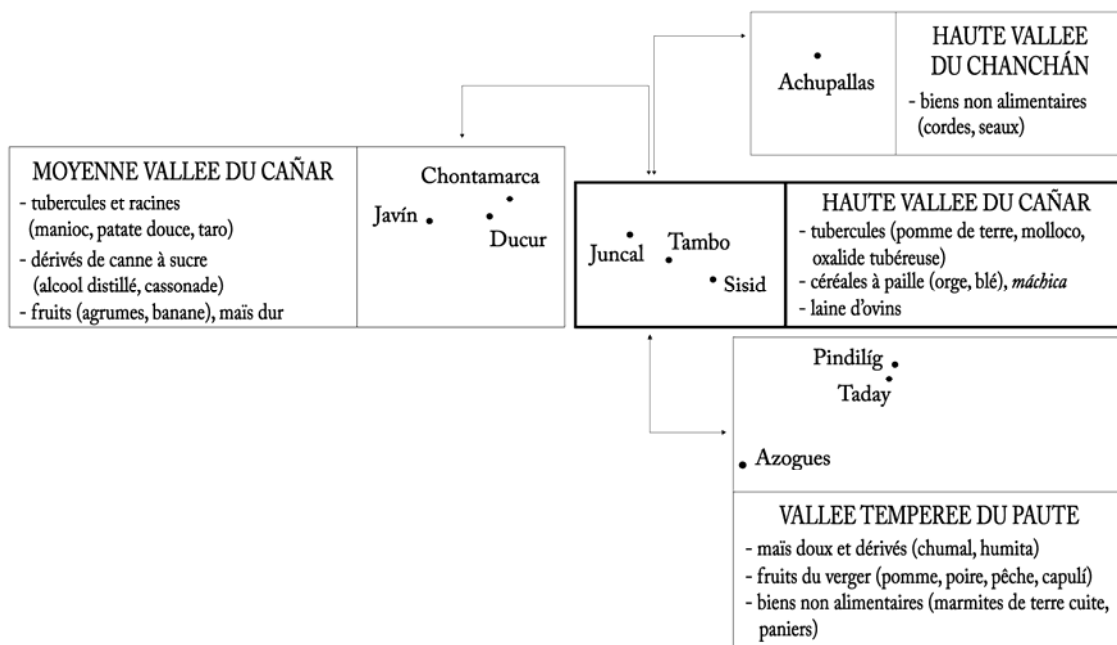 HAUTE VALLEE
DU CHANCHÁN
- biens non alimentaires
(cordes, seaux)
Achupallas
MOYENNE VALLEE DU CAÑAR
- tubercules et racines
(manioc, patate douce, taro)
- dérivés de canne à sucre
(alcool distillé, cassonade)
- fruits (agrumes, banane), maïs dur
Chontamarca
Javín
Ducur
Juncal
Tambo
Sisid
HAUTE VALLEE DU CAÑAR
- tubercules (pomme de terre, molloco,
oxalide tubéreuse)
- céréales à paille (orge, blé), máchica
- laine d'ovins
Pindilíg
Taday
Azogues
VALLEE TEMPEREE DU PAUTE
- maïs doux et dérivés (chumal, humita)
- fruits du verger (pomme, poire, pêche, capulí)
- biens non alimentaires (marmites de terre cuite,
paniers)